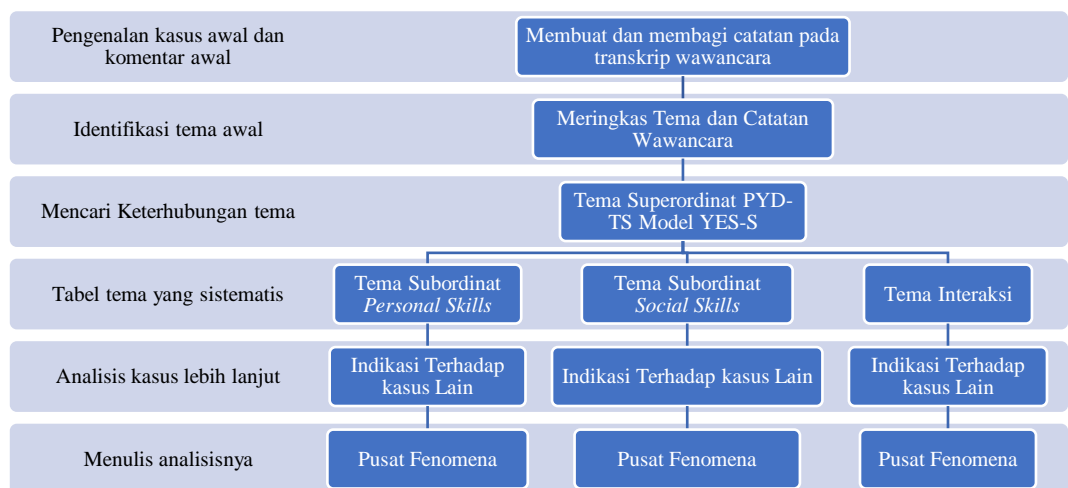 Pengenalan kasus awal dan
komentar awal
Membuat dan membagi catatan pada
transkrip wawancara
Identifikasi tema awal
Meringkas Tema dan Catatan
Wawancara
Mencari Keterhubungan tema
Tema Superordinat PYD-
TS Model YES-S
Tabel tema yang sistematis
Tema Subordinat
Personal Skills
Tema Subordinat
Social Skills
Tema Interaksi
Analisis kasus lebih lanjut
Indikasi Terhadap
kasus Lain
Indikasi Terhadap kasus Lain
Indikasi Terhadap
kasus Lain
Menulis analisisnya
Pusat Fenomena
Pusat Fenomena
Pusat Fenomena